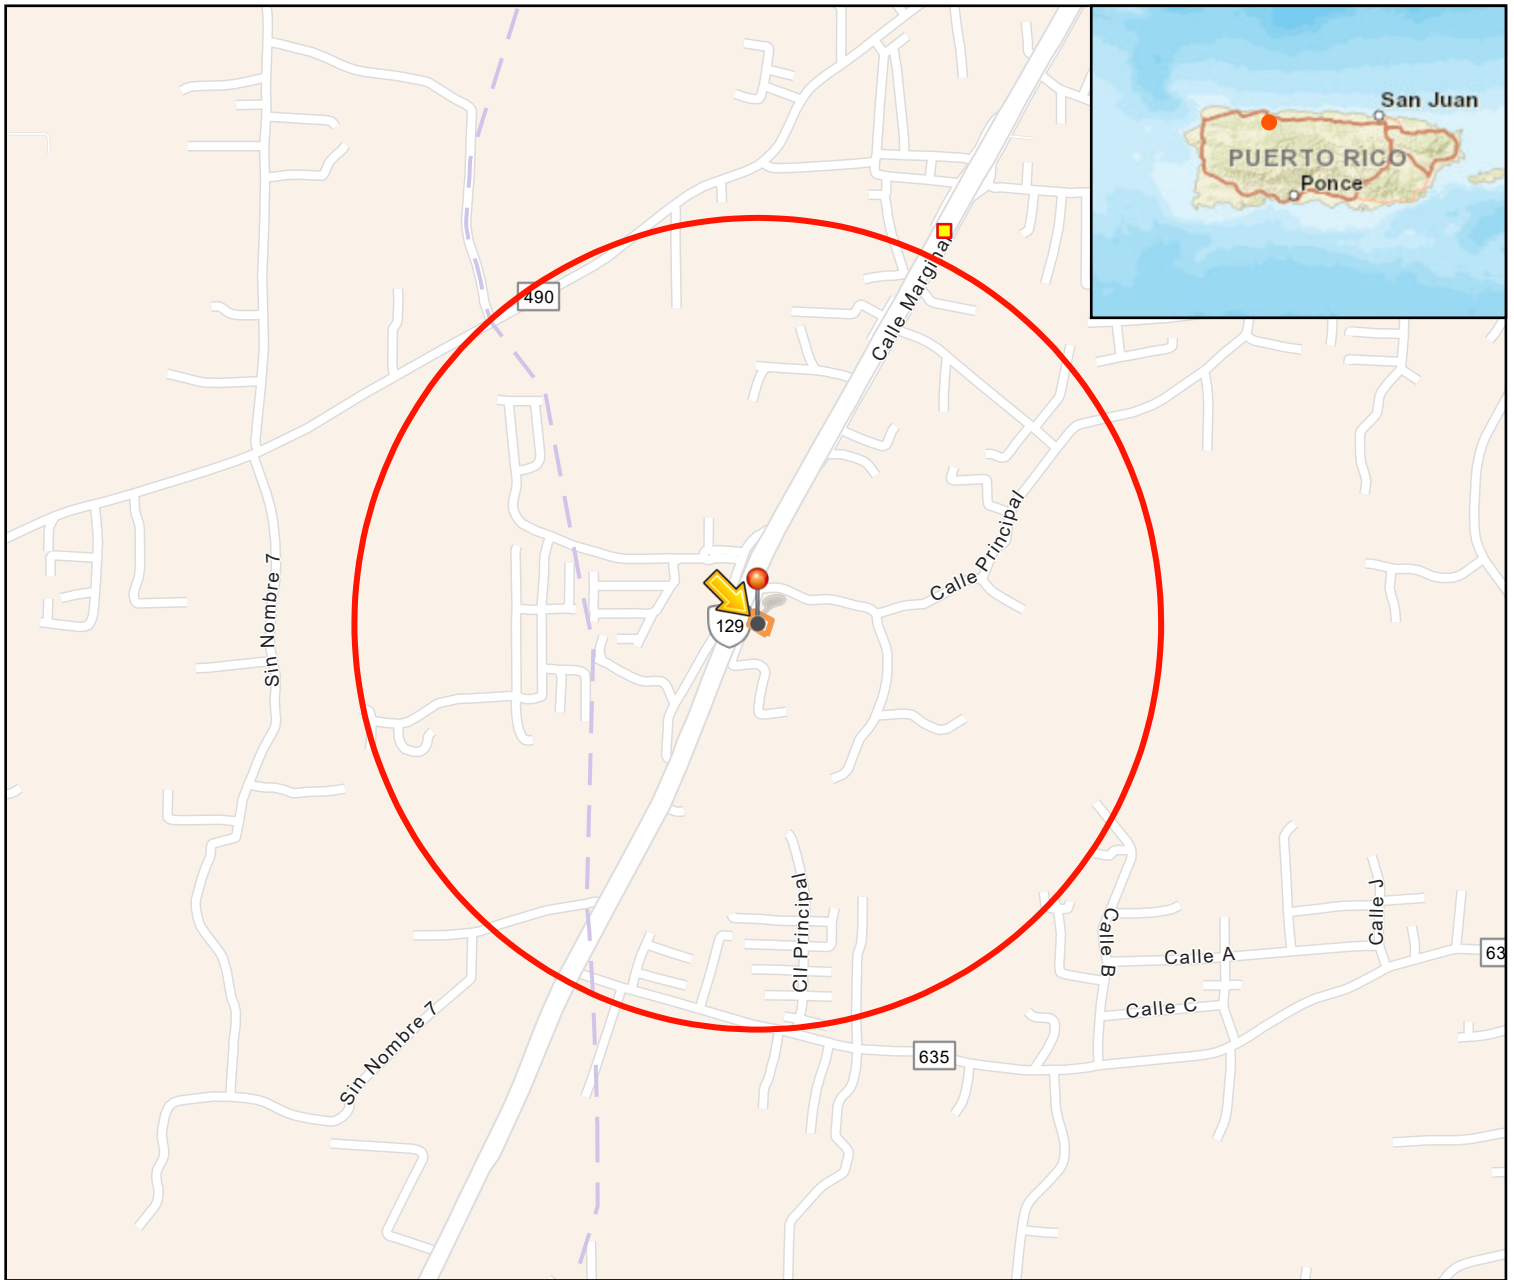 San Juan
PUERTO RICO
Ponce
490
Calle Marginal
Calle Principal
Sin Nombre 7
129
Cll Principal
Calle B
Calle A
Calle J
63
Calle C
Sin Nombre 7
635